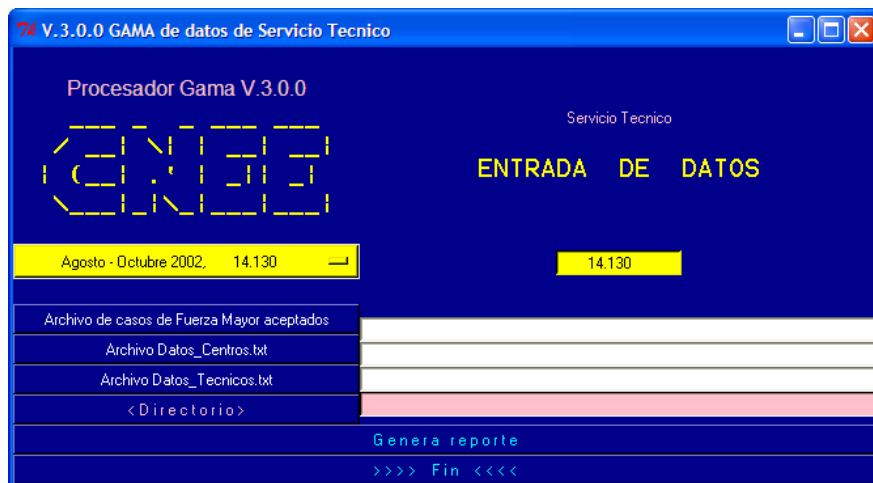 V.3.0.0 GAMA de datos de Servicio Tecnico
Procesador Gama V.3.0.0
CNEE
Servicio Tecnico
ENTRADA DE DATOS
Agosto - Octubre 2002, 14.130
14.130
Archivo de casos de Fuerza Mayor aceptados
Archivo Datos_Centros.txt
Archivo Datos_Tecnicos.txt
<Directorio>
Genera reporte
>>>> Fin <<<<